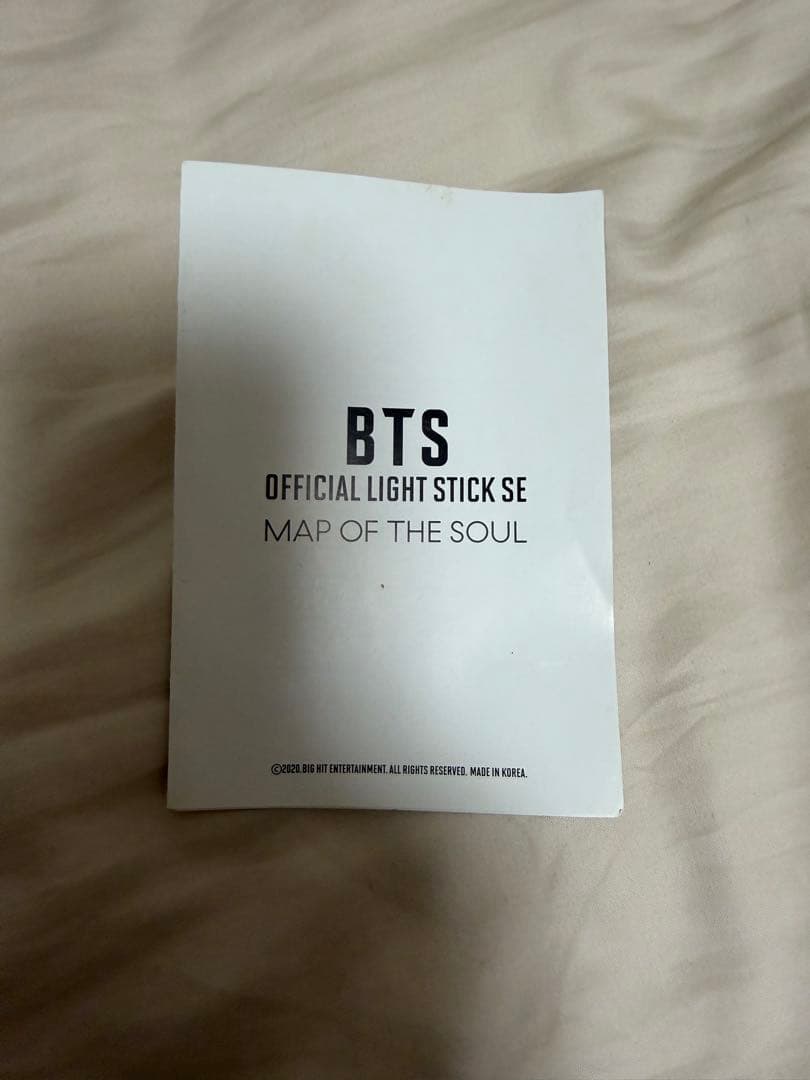 BTS
OFFICIAL LIGHT STICK SE
MAP OF THE SOUL
©2020.BIG HIT ENTERTAINMENT. ALL RIGHTS RESERVED. MADE IN KOREA.